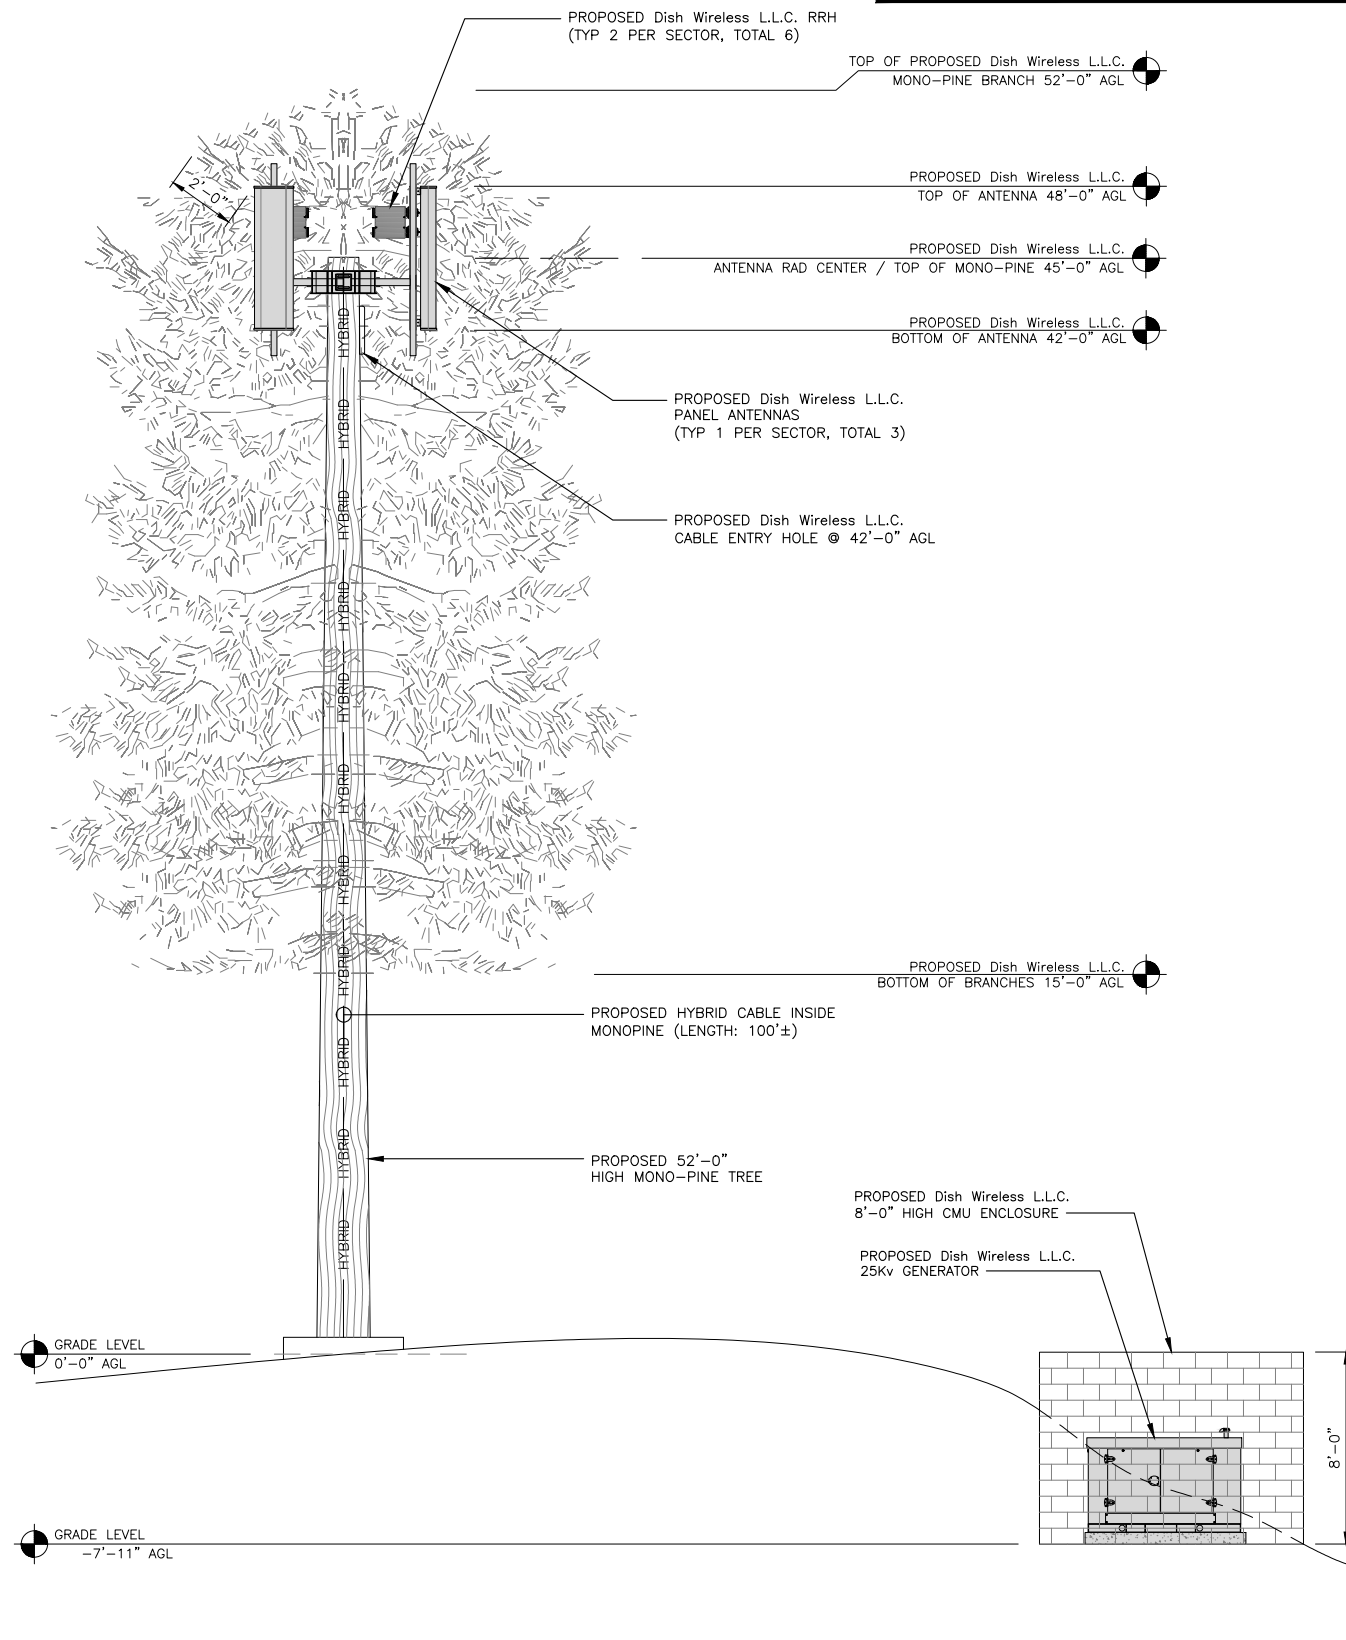 PROPOSED Dish Wireless L.L.C. RRH
(TYP 2 PER SECTOR, TOTAL 6)
TOP OF PROPOSED Dish Wireless L.L.C.
MONO-PINE BRANCH 52'-0" AGL
2'-0"
PROPOSED Dish Wireless L.L.C.
TOP OF ANTENNA 48'-0" AGL
PROPOSED Dish Wireless L.L.C.
ANTENNA RAD CENTER / TOP OF MONO-PINE 45'-0" AGL
PROPOSED Dish Wireless L.L.C.
BOTTOM OF ANTENNA 42'-0" AGL
PROPOSED Dish Wireless L.L.C.
PANEL ANTENNAS
(TYP 1 PER SECTOR, TOTAL 3)
PROPOSED Dish Wireless L.L.C.
CABLE ENTRY HOLE @ 42'-0" AGL
HYBRID
HYBRID
HYBRID
HYBRID
HYBRID
HYBRID
HYBRID
HYBRID
HYBRID
HYBRID
HYBRID
PROPOSED Dish Wireless L.L.C.
BOTTOM OF BRANCHES 15'-0" AGL
PROPOSED HYBRID CABLE INSIDE
MONOPINE (LENGTH: 100'±)
PROPOSED 52'-0"
HIGH MONO-PINE TREE
PROPOSED Dish Wireless L.L.C.
8'-0" HIGH CMU ENCLOSURE
PROPOSED Dish Wireless L.L.C.
25Kv GENERATOR
GRADE LEVEL
0'-0" AGL
8'-0"
GRADE LEVEL
-7'-11" AGL